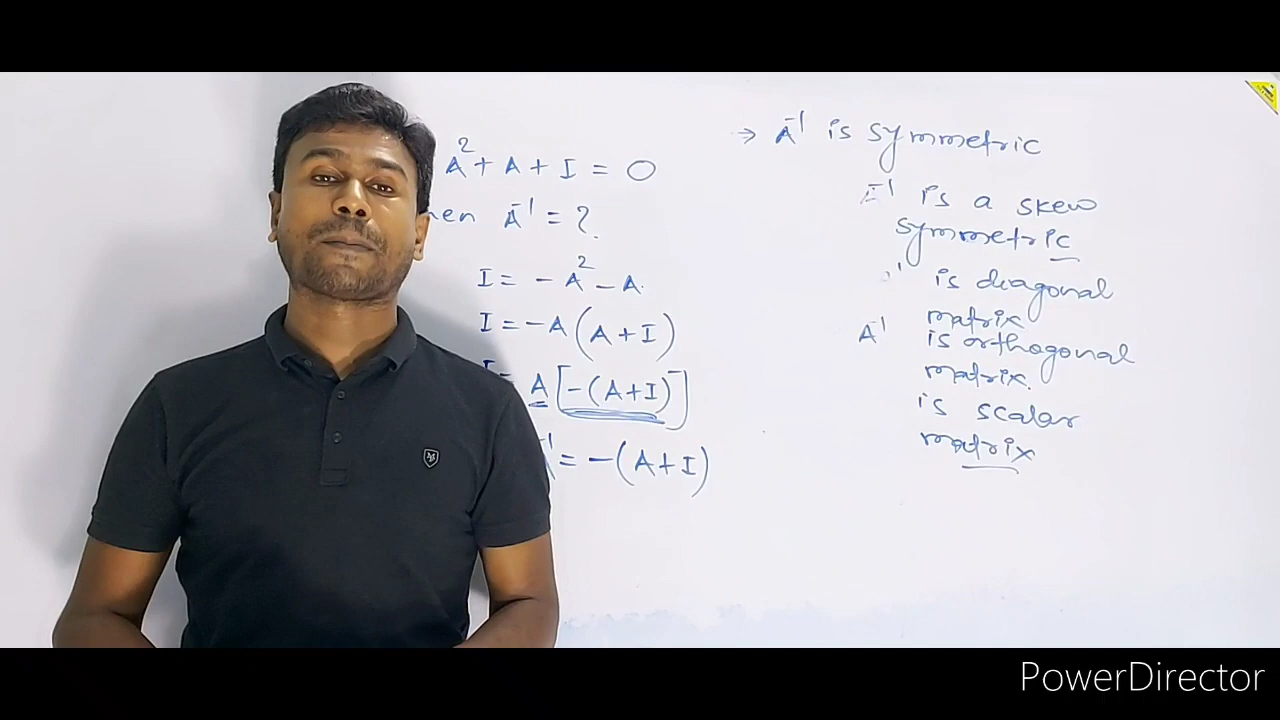 A² + A + I = 0
A⁻¹ = ?
I = - A² - A.
I = -A(A+I)
A[-(A+I)]
= -(A+I)
→ A⁻¹ is symmetric
is a skew
symmetric
is diagonal
matrix
A⁻¹ is orthogonal
matrix.
is scalar
matrix
PowerDirector